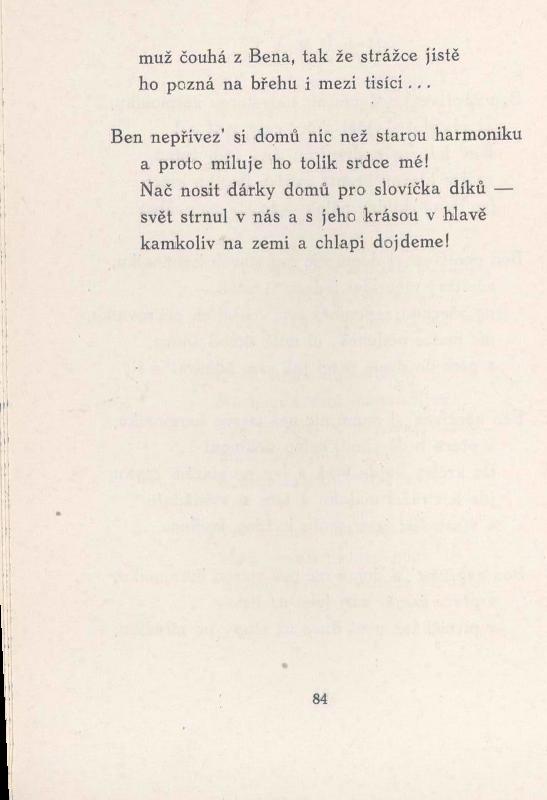 muž čouhá z Bena, tak že strážce jistě
ho pozná na břehu i mezi tisíci...
Ben nepřivez' si domů nic než starou harmoniku
a proto miluje ho tolik srdce mé!
Nač nosit dárky domů pro slovíčka díků —
svět strnul v nás a s jeho krásou v hlavě
kamkoliv na zemi a chlapi dojdeme!
84